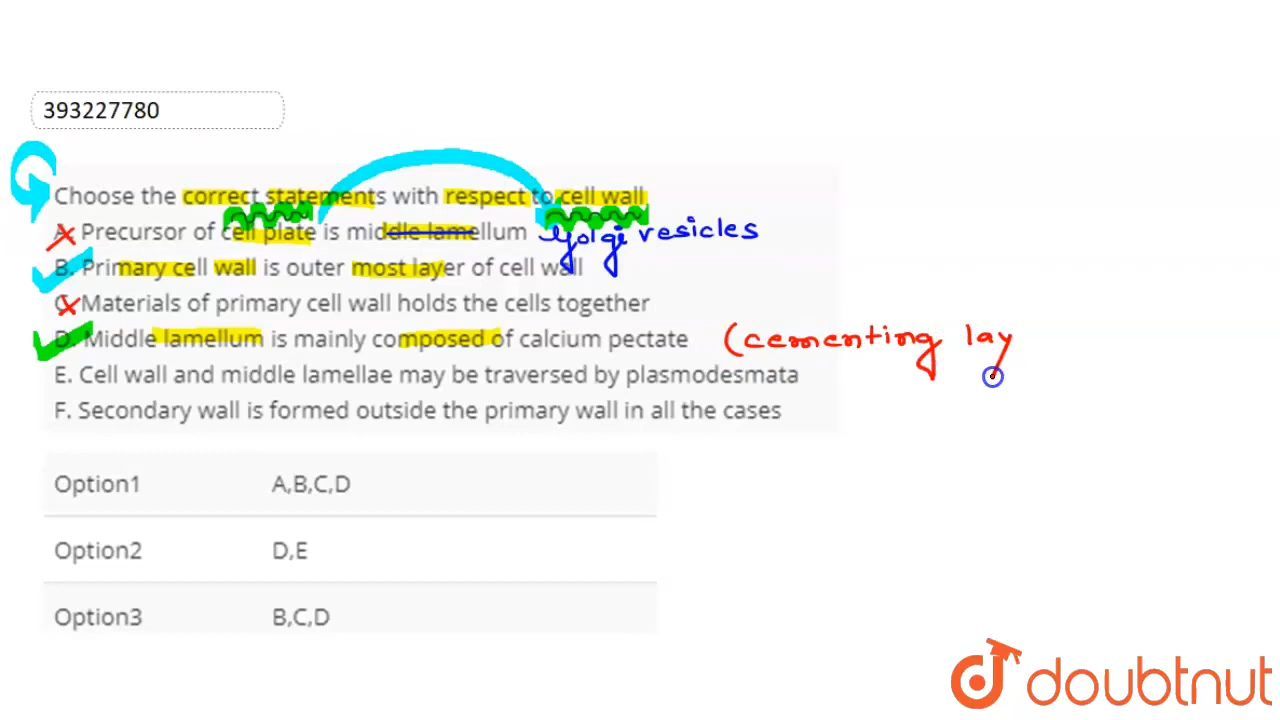 393227780
Choose the correct statements with respect to cell wall
A. Precursor of cell plate is middle lamellum Golgi vesicles
B. Primary cell wall is outer most layer of cell wall
C. Materials of primary cell wall holds the cells together
D. Middle lamellum is mainly composed of calcium pectate (cementing lay
E. Cell wall and middle lamellae may be traversed by plasmodesmata
F. Secondary wall is formed outside the primary wall in all the cases
Option1 A,B,C,D
Option2 D,E
Option3 B,C,D
doubtnut